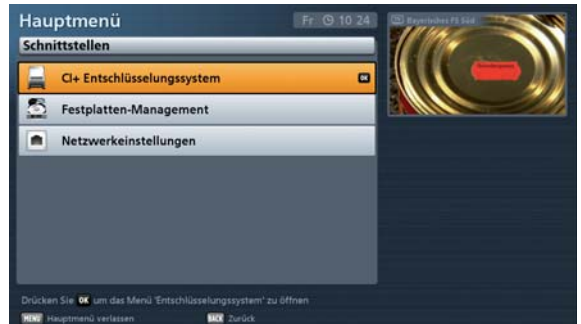 Hauptmenü
Fr 10 24
Schnittstellen
CI+ Entschlüsselungssystem OK
Festplatten-Management
Netzwerkeinstellungen
Bayerisches FS Süd
Drücken Sie OK um das Menü 'Entschlüsselungssystem' zu öffnen
MENU Hauptmenü verlassen BACK Zurück